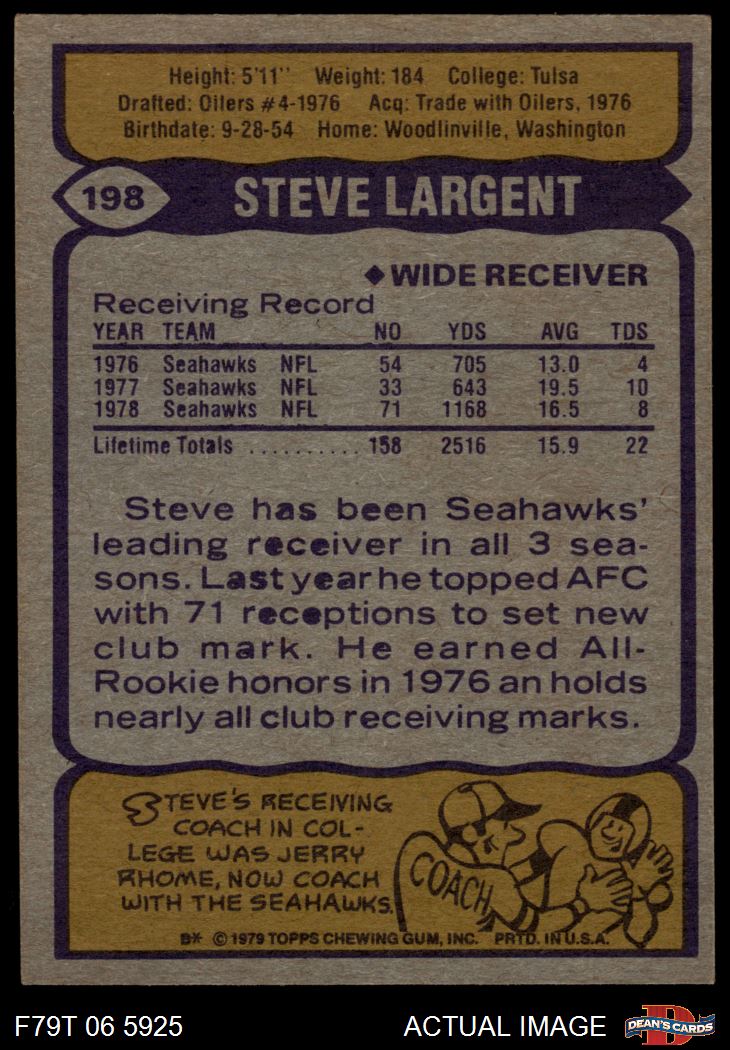 Height: 5'11" Weight: 184 College: Tulsa
Drafted: Oilers #4-1976 Acq: Trade with Oilers, 1976
Birthdate: 9-28-54 Home: Woodlinville, Washington
198 STEVE LARGENT
◆WIDE RECEIVER
Receiving Record
YEAR TEAM NO YDS AVG TDS
1976 Seahawks NFL 54 705 13.0 4
1977 Seahawks NFL 33 643 19.5 10
1978 Seahawks NFL 71 1168 16.5 8
Lifetime Totals .......... 158 2516 15.9 22
Steve has been Seahawks'
leading receiver in all 3 sea-
sons. Last year he topped AFC
with 71 receptions to set new
club mark. He earned All-
Rookie honors in 1976 an holds
nearly all club receiving marks.
STEVE'S RECEIVING
COACH IN COL-
LEGE WAS JERRY
RHOME, NOW COACH
WITH THE SEAHAWKS.
COACH
B* © 1979 TOPPS CHEWING GUM, INC. PRTD. IN U.S.A.
F79T 06 5925 ACTUAL IMAGE D DEAN'S CARDS